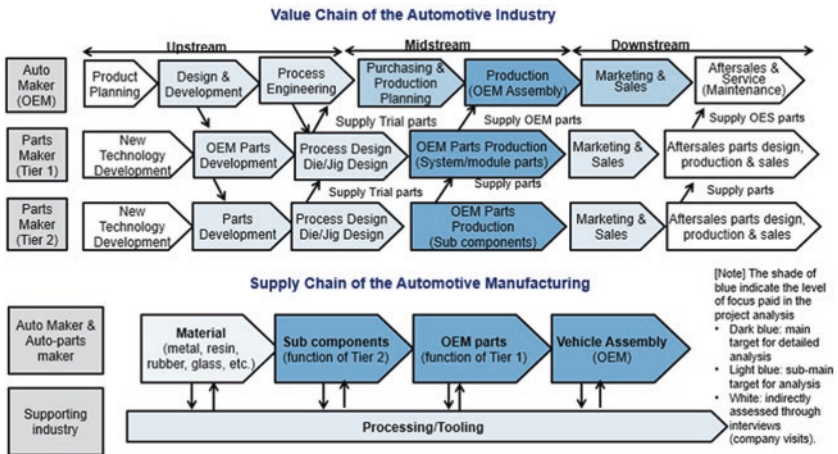 Value Chain of the Automotive Industry
Upstream
Midstream
Downstream
Auto
Maker
(OEM)
Product
Planning
Design &
Development
Process
Engineering
Purchasing &
Production
Planning
Production
(OEM Assembly)
Marketing
& Sales
Aftersales &
Service
(Maintenance)
Supply Trial parts
Supply OEM parts
Supply OES parts
Parts
Maker
(Tier 1)
New
Technology
Development
OEM Parts
Development
Process Design
Die/Jig Design
OEM Parts Production
(System/module parts)
Marketing
& Sales
Aftersales parts design,
production & sales
Supply Trial parts
Supply parts
Supply parts
Parts
Maker
(Tier 2)
New
Technology
Development
Parts
Development
Process Design
Die/Jig Design
OEM Parts
Production
(Sub components)
Marketing &
Sales
Aftersales parts design,
production & sales
Supply Chain of the Automotive Manufacturing
Auto Maker &
Auto-parts
maker
Material
(metal, resin,
rubber, glass, etc.)
Sub components
(function of Tier 2)
OEM parts
(function of Tier 1)
Vehicle Assembly
(OEM)
Supporting
industry
Processing/Tooling
[Note] The shade of
blue indicate the level
of focus paid in the
project analysis
• Dark blue: main
target for detailed
analysis
• Light blue: sub-main
target for analysis
• White: indirectly
assessed through
interviews
(company visits).